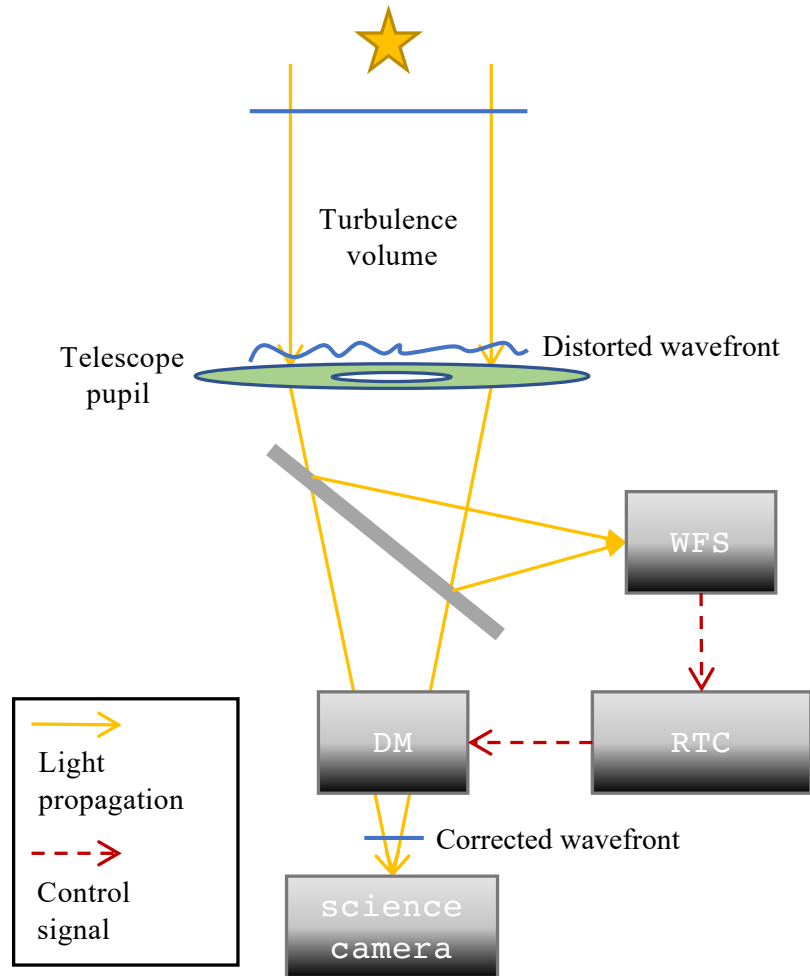 Turbulence
volume
Telescope
pupil
Distorted wavefront
WFS
DM
RTC
Light
propagation
Control
signal
Corrected wavefront
science
camera